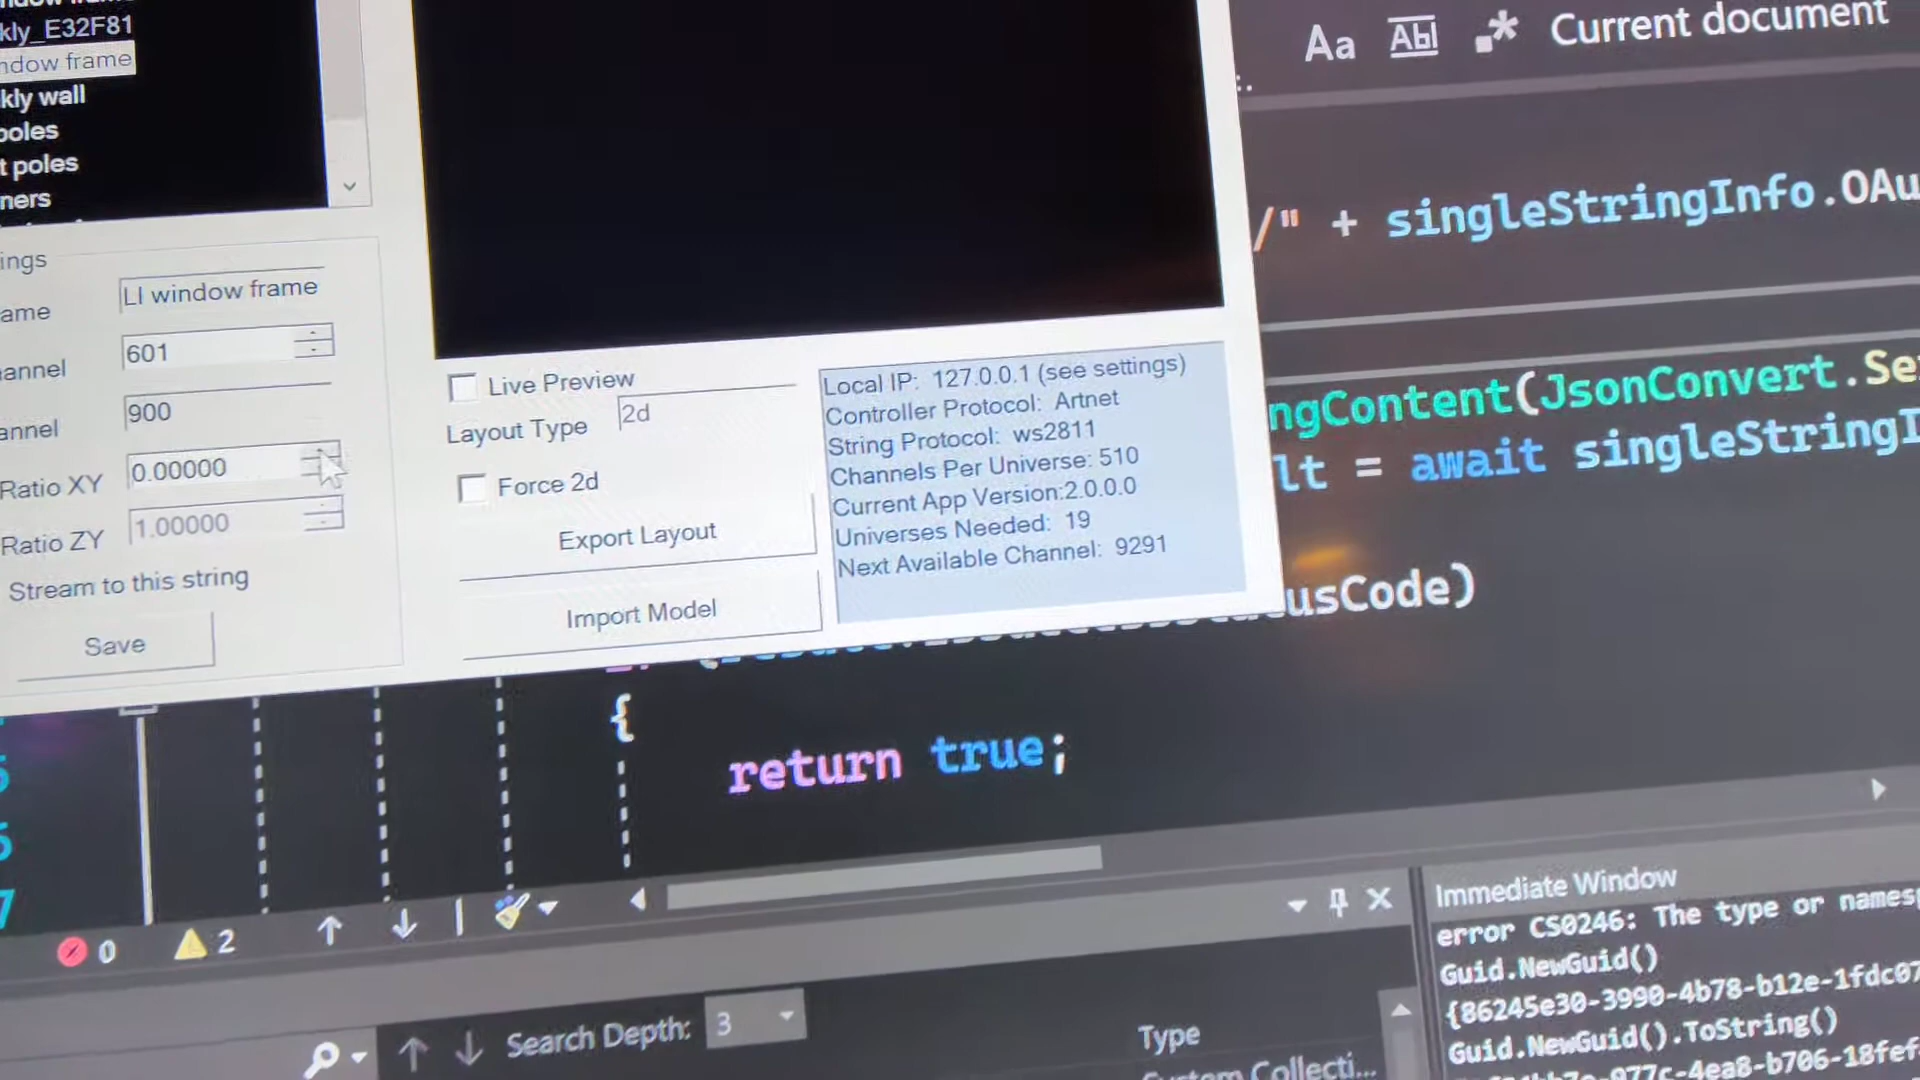 kly_E32F81
ndow frame
kly wall
poles
t poles
ners
ings
ame
LI window frame
annel
601
annel
900
Ratio XY
0.00000
Ratio ZY
1.00000
Stream to this string
Save
Live Preview
Layout Type
2d
Force 2d
Export Layout
Import Model
Local IP: 127.0.0.1 (see settings)
Controller Protocol: Artnet
String Protocol: ws2811
Channels Per Universe: 510
Current App Version:2.0.0.0
Universes Needed: 19
Next Available Channel: 9291
Aa Abl .* Current document
/" + singleStringInfo.OAu
ngContent(JsonConvert.Se
lt = await singleStringI
usCode)
{
return true;
0 2
Search Depth: 3
Type
Immediate Window
error CS0246: The type or namesp
Guid.NewGuid()
{86245e30-3990-4b78-b12e-1fdc07
Guid.NewGuid().ToString()